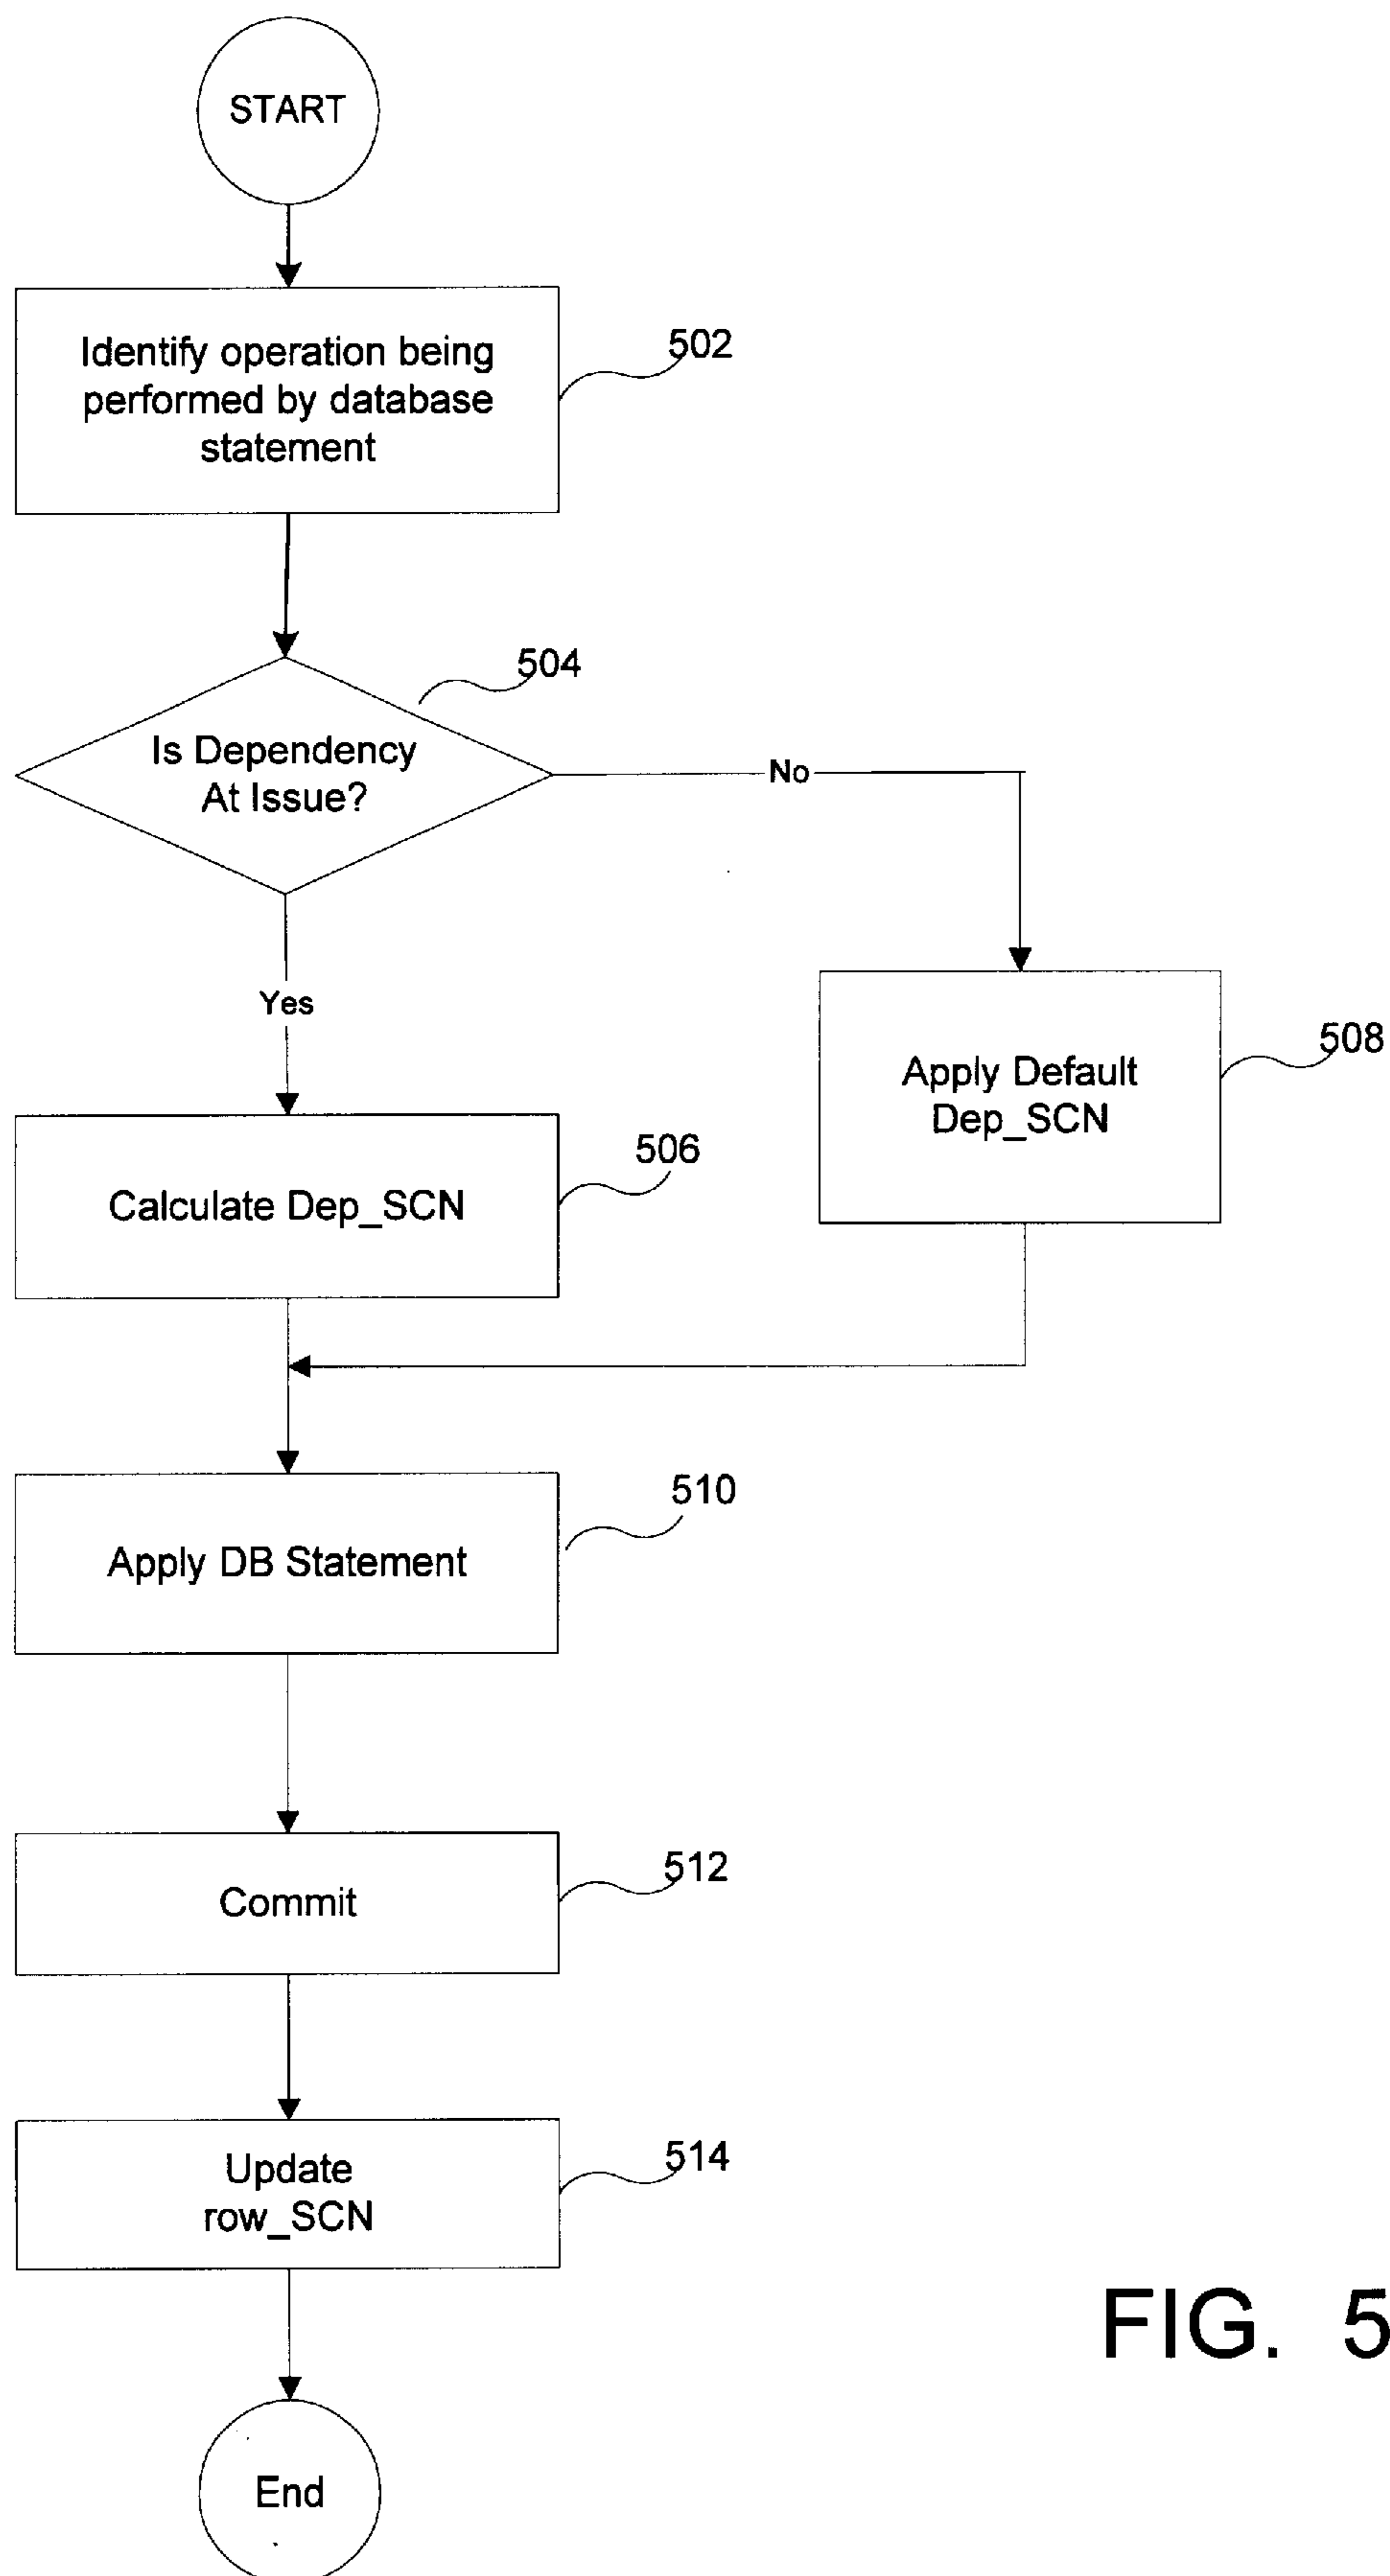 START
Identify operation being
performed by database
statement
502
504
Is Dependency
At Issue?
No
Yes
Apply Default
Dep_SCN
508
506
Calculate Dep_SCN
510
Apply DB Statement
512
Commit
514
Update
row_SCN
FIG. 5
End